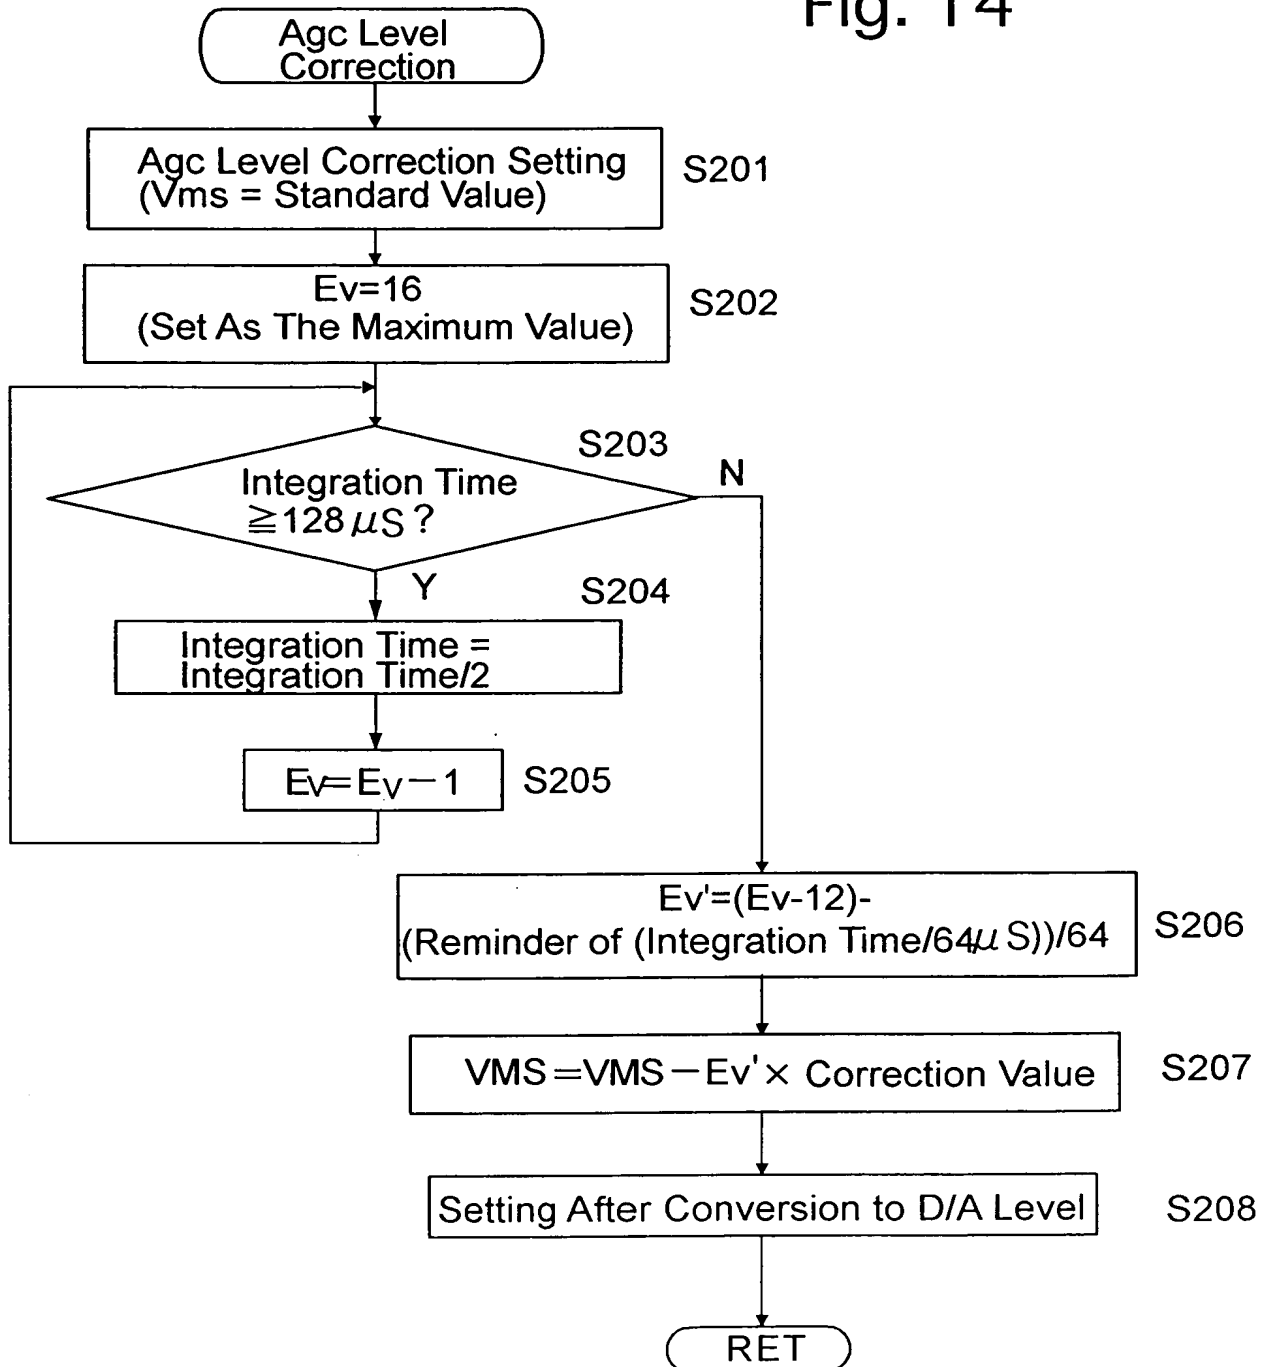 Fig. 14
Agc Level
Correction
Agc Level Correction Setting
(Vms = Standard Value)
S201
Ev=16
(Set As The Maximum Value)
S202
S203
Integration Time
≧128μS?
N
Y
S204
Integration Time =
Integration Time/2
Ev=Ev−1
S205
Ev'=(Ev-12)-
(Reminder of (Integration Time/64μS))/64
S206
VMS=VMS−Ev'× Correction Value
S207
Setting After Conversion to D/A Level
S208
RET